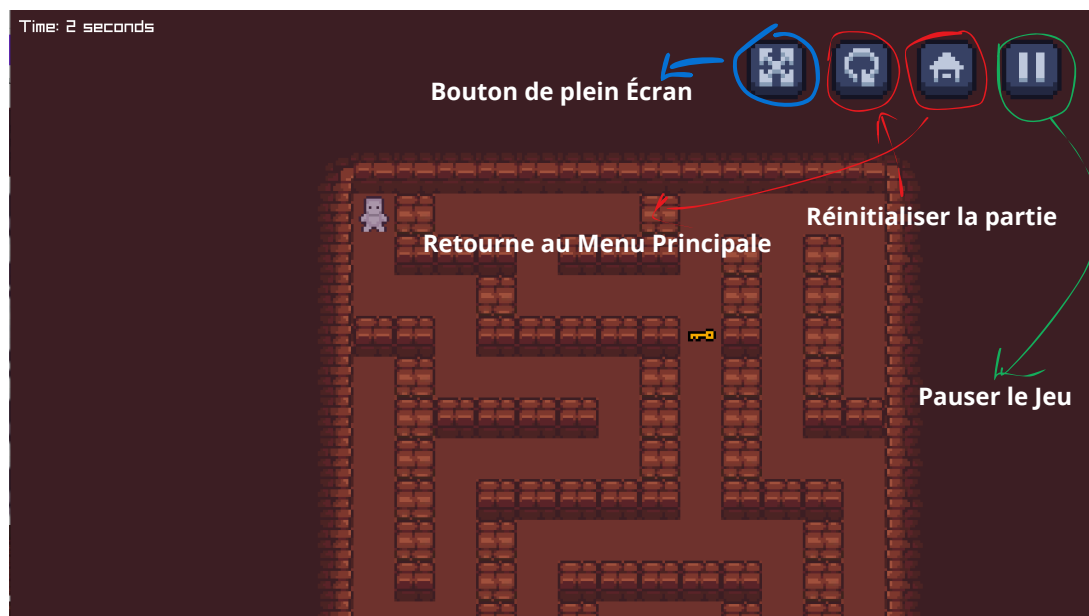 Time: 2 seconds
Bouton de plein Écran
Réinitialiser la partie
Retourne au Menu Principale
Pauser le Jeu